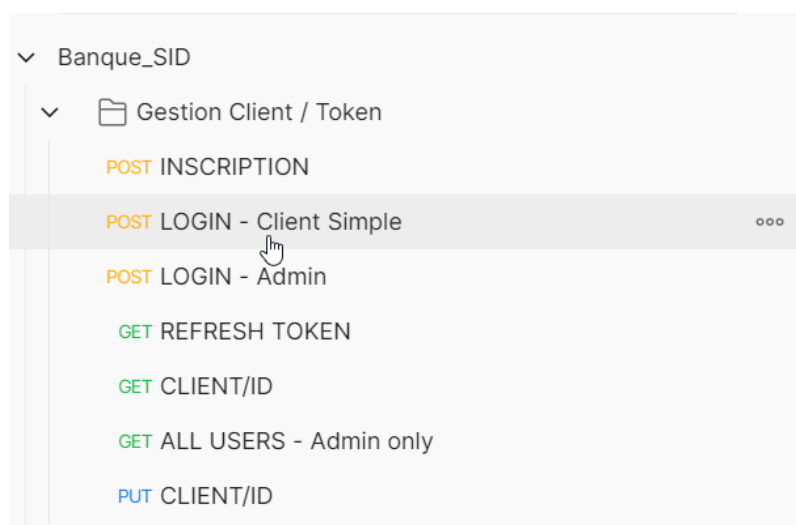 Banque_SID
Gestion Client / Token
POST INSCRIPTION
POST LOGIN - Client Simple
POST LOGIN - Admin
GET REFRESH TOKEN
GET CLIENT/ID
GET ALL USERS - Admin only
PUT CLIENT/ID